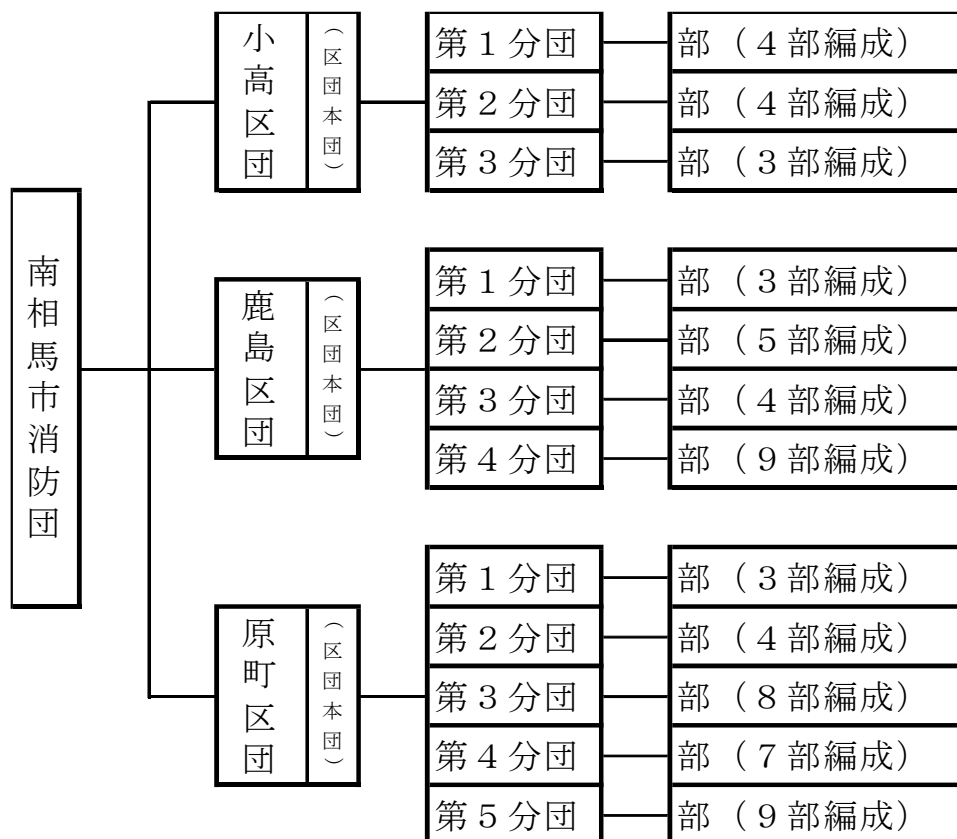 南相馬市消防団
小高区団
（区団本団）
第１分団
部（４部編成）
第２分団
部（４部編成）
第３分団
部（３部編成）
鹿島区団
（区団本団）
第１分団
部（３部編成）
第２分団
部（５部編成）
第３分団
部（４部編成）
第４分団
部（９部編成）
原町区団
（区団本団）
第１分団
部（３部編成）
第２分団
部（４部編成）
第３分団
部（８部編成）
第４分団
部（７部編成）
第５分団
部（９部編成）